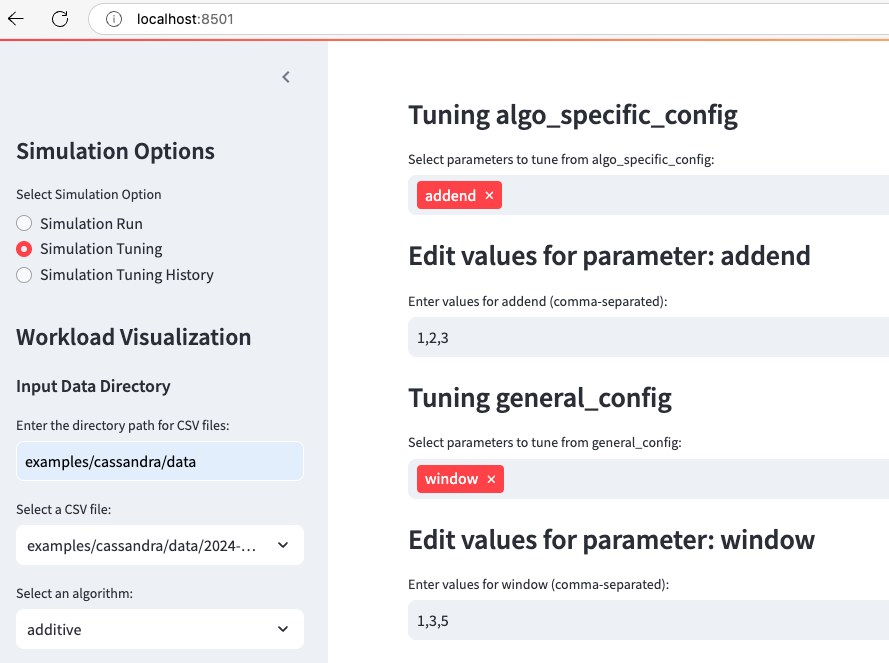 localhost:8501
Simulation Options
Select Simulation Option
Simulation Run
Simulation Tuning
Simulation Tuning History
Workload Visualization
Input Data Directory
Enter the directory path for CSV files:
examples/cassandra/data
Select a CSV file:
examples/cassandra/data/2024-...
Select an algorithm:
additive
Tuning algo_specific_config
Select parameters to tune from algo_specific_config:
addend ×
Edit values for parameter: addend
Enter values for addend (comma-separated):
1,2,3
Tuning general_config
Select parameters to tune from general_config:
window ×
Edit values for parameter: window
Enter values for window (comma-separated):
1,3,5